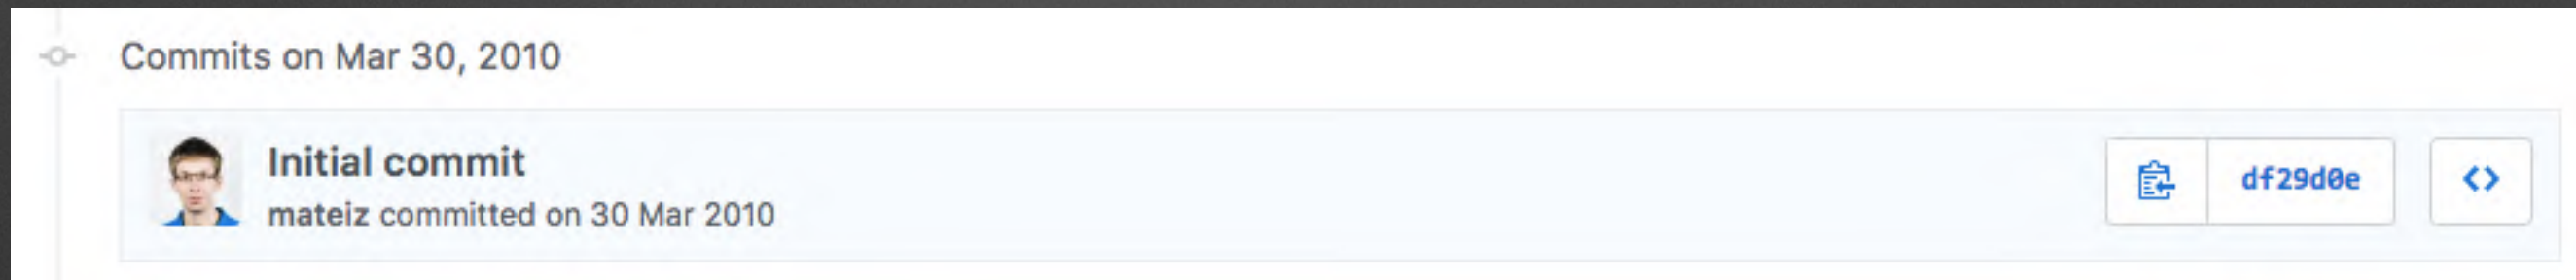 Commits on Mar 30, 2010
Initial commit
mateiz committed on 30 Mar 2010
df29d0e